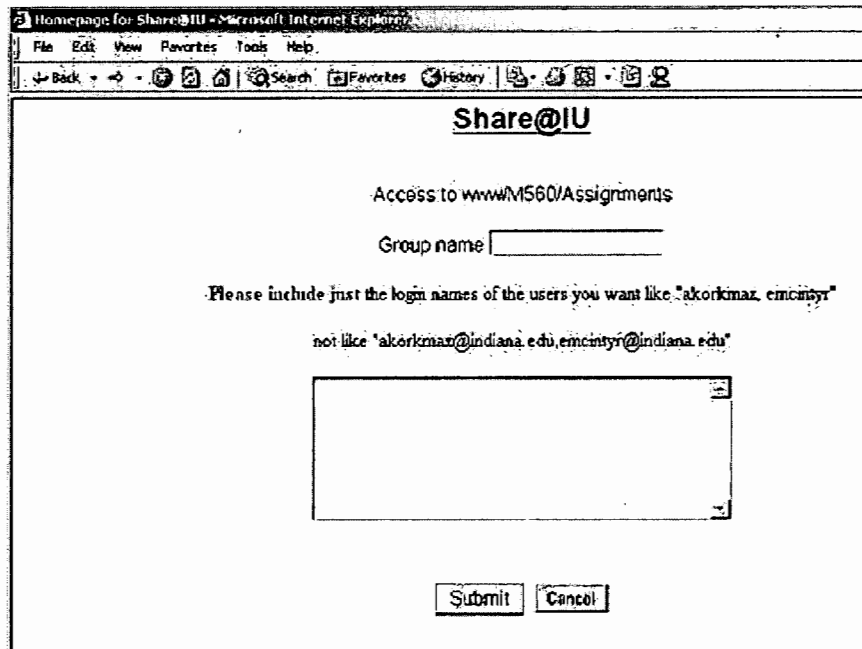 Homepage for Share@IU - Microsoft Internet Explorer
File Edit View Favorites Tools Help
Back Search Favorites History
Share@IU
Access to www/M560/Assignments
Group name
Please include just the login names of the users you want like "akorkmaz, emcintyr"
not like "akorkmaz@indiana.edu,emcintyr@indiana.edu"
Submit Cancel